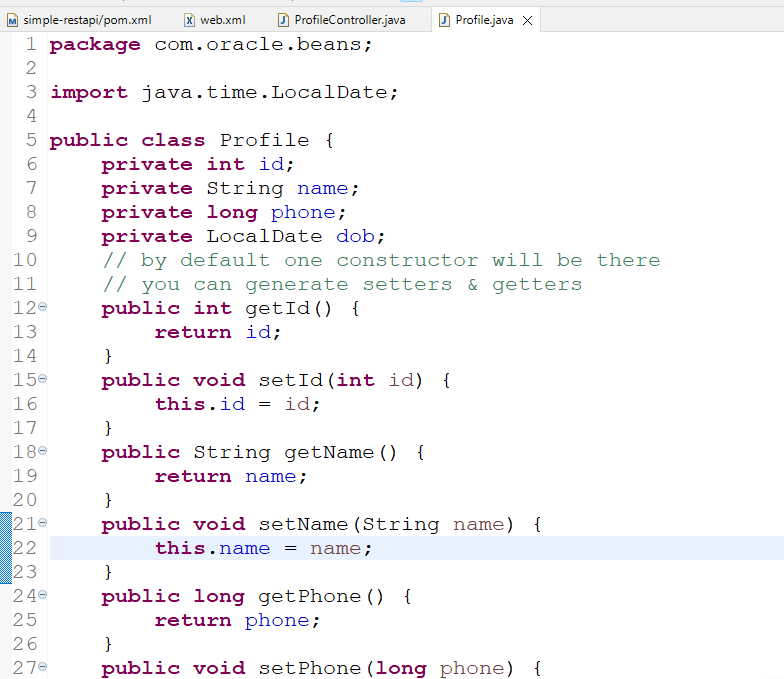 simple-restapi/pom.xml web.xml ProfileController.java Profile.java
1 package com.oracle.beans;
2
3 import java.time.LocalDate;
4
5 public class Profile {
6     private int id;
7     private String name;
8     private long phone;
9     private LocalDate dob;
10     // by default one constructor will be there
11     // you can generate setters & getters
12     public int getId() {
13         return id;
14     }
15     public void setId(int id) {
16         this.id = id;
17     }
18     public String getName() {
19         return name;
20     }
21     public void setName(String name) {
22         this.name = name;
23     }
24     public long getPhone() {
25         return phone;
26     }
27     public void setPhone(long phone) {